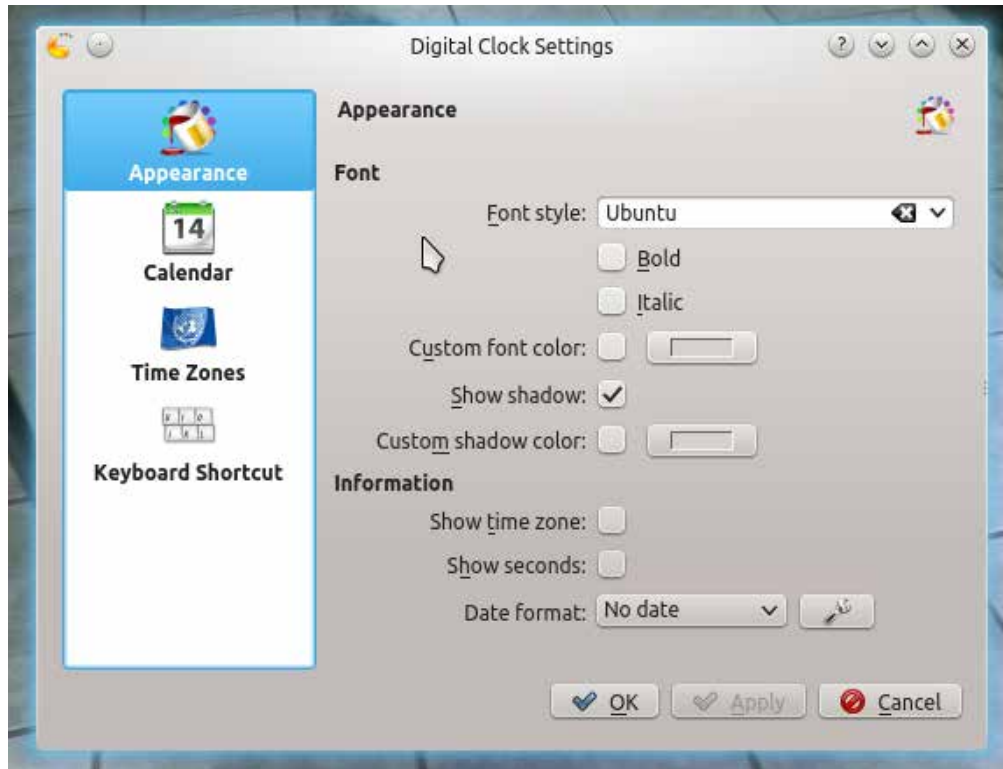 Digital Clock Settings
Appearance
Calendar
14
Time Zones
Keyboard Shortcut
Appearance
Font
Font style: Ubuntu
Bold
Italic
Custom font color:
Show shadow:
Custom shadow color:
Information
Show time zone:
Show seconds:
Date format: No date
OK Apply Cancel